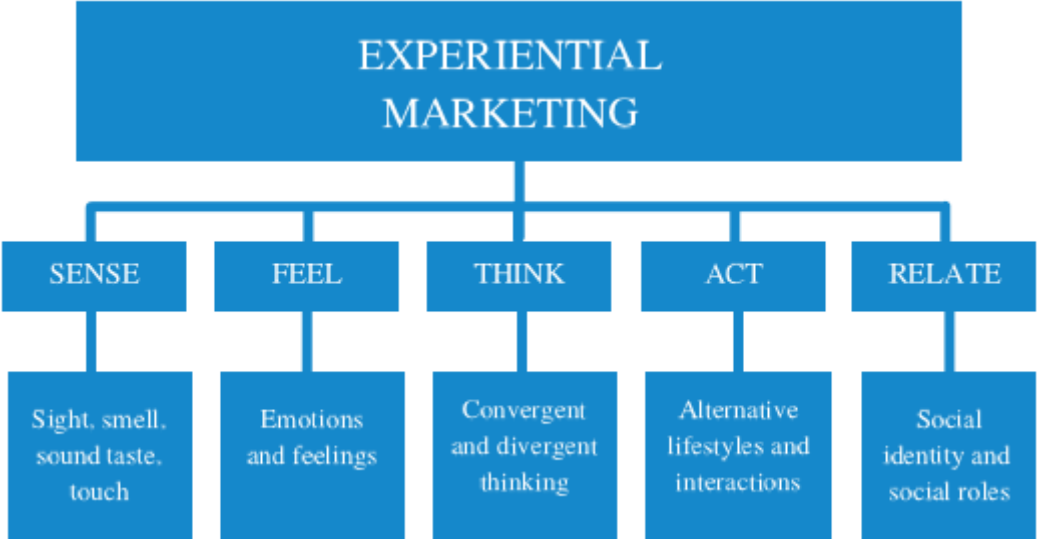 EXPERIENTIAL
MARKETING
SENSE
FEEL
THINK
ACT
RELATE
Sight, smell,
sound taste,
touch
Emotions
and feelings
Convergent
and divergent
thinking
Alternative
lifestyles and
interactions
Social
identity and
social roles